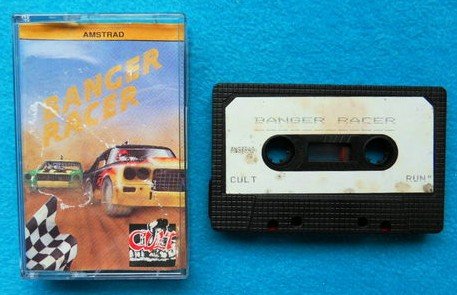 AMSTRAD
BANGER
RACER
CULT
BANGER RACER
AMSTRAD
CULT
RUN"